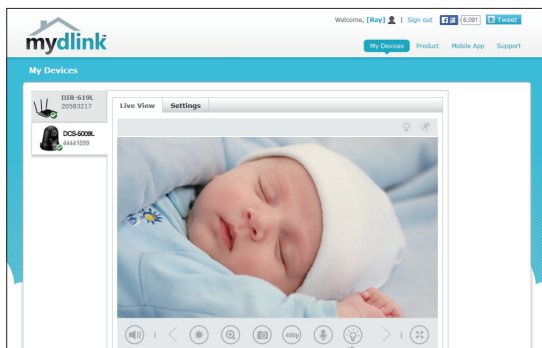 Welcome, [Ray] | Sign out 讚 6,091 Tweet
mydlink
My Devices Product Mobile App Support
My Devices
DIR-619L
20583217
DCS-5009L
44441099
Live View Settings
480p